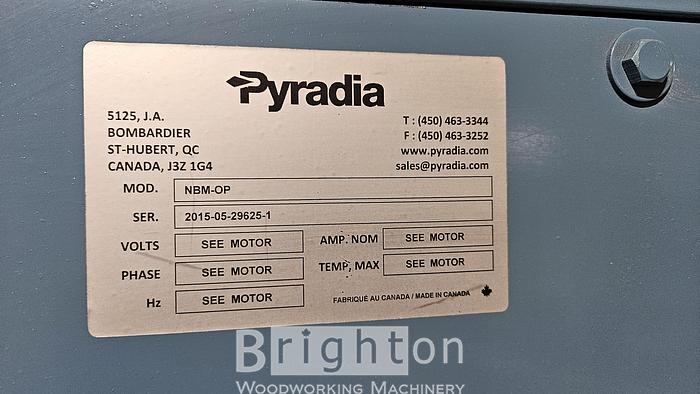 Pyradia
5125, J.A.
BOMBARDIER
ST-HUBERT, QC
CANADA, J3Z 1G4
T : (450) 463-3344
F : (450) 463-3252
www.pyradia.com
sales@pyradia.com
MOD. NBM-OP
SER. 2015-05-29625-1
VOLTS SEE MOTOR AMP. NOM SEE MOTOR
PHASE SEE MOTOR TEMP, MAX SEE MOTOR
Hz SEE MOTOR FABRIQUÉ AU CANADA / MADE IN CANADA
Brighton
WOODWORKING MACHINERY